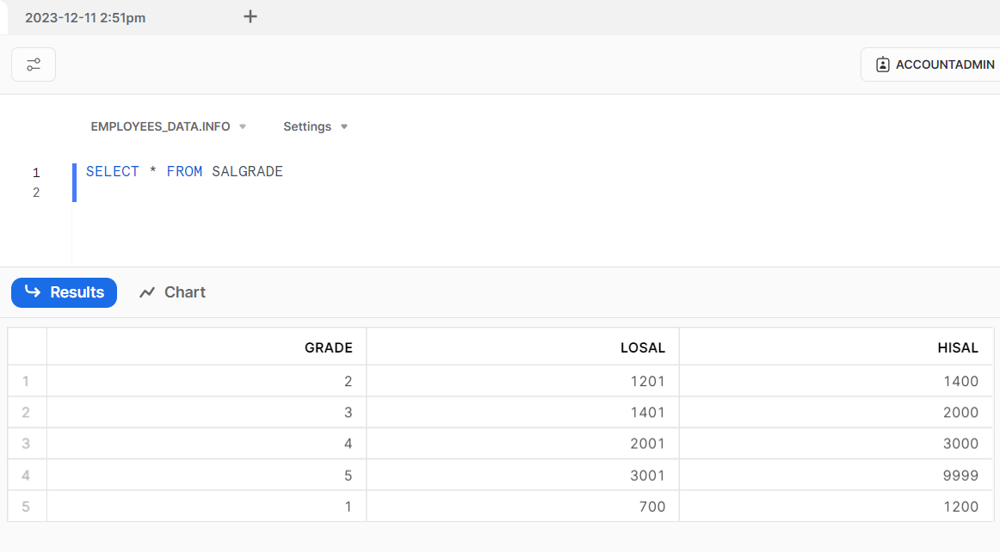 2023-12-11 2:51pm +
ACCOUNTADMIN
EMPLOYEES_DATA.INFO Settings
1 SELECT * FROM SALGRADE
2
Results Chart
GRADE LOSAL HISAL
1 2 1201 1400
2 3 1401 2000
3 4 2001 3000
4 5 3001 9999
5 1 700 1200